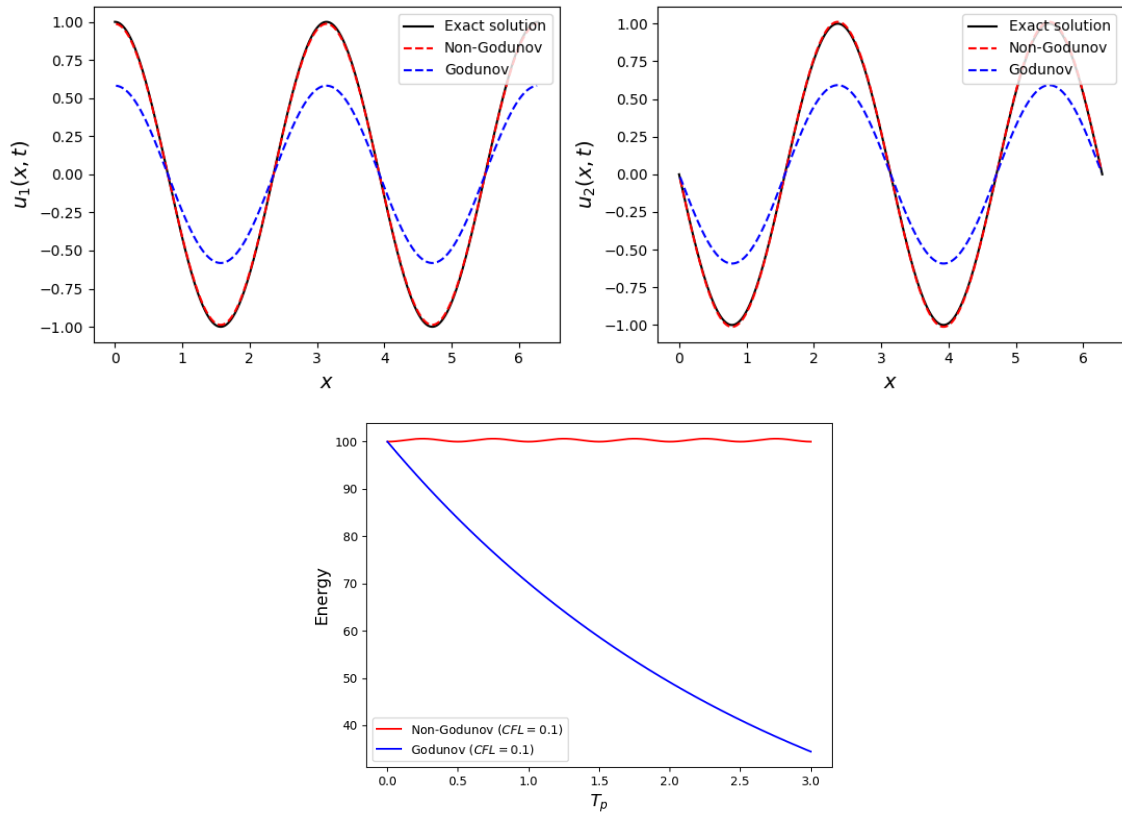 1.00
0.75
0.50
0.25
0.00
−0.25
−0.50
−0.75
−1.00
u₁(x, t)
Exact solution
Non-Godunov
Godunov
0 1 2 3 4 5 6
x
1.00
0.75
0.50
0.25
0.00
−0.25
−0.50
−0.75
−1.00
u₂(x, t)
Exact solution
Non-Godunov
Godunov
0 1 2 3 4 5 6
x
100
90
80
70
60
50
40
Energy
Non-Godunov (CFL = 0.1)
Godunov (CFL = 0.1)
0.0 0.5 1.0 1.5 2.0 2.5 3.0
Tₚ